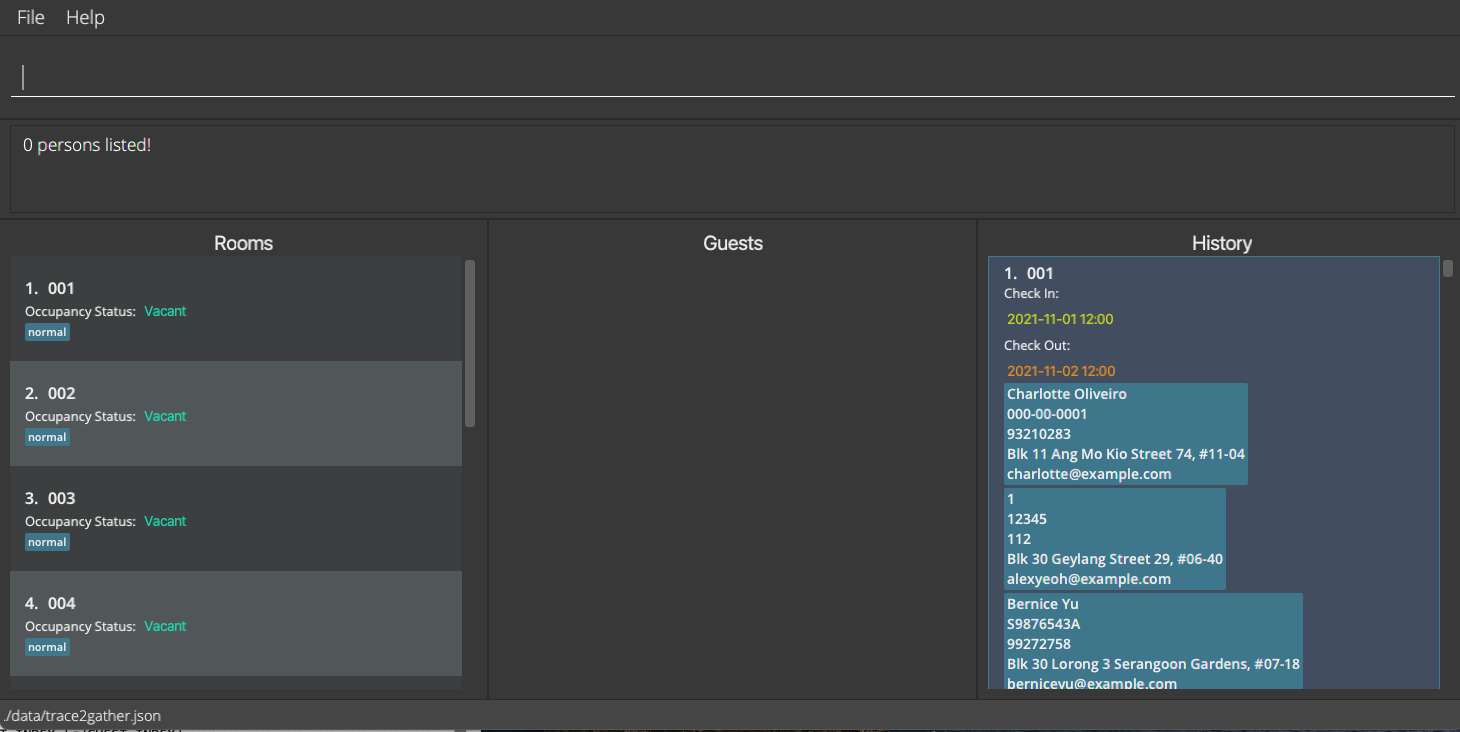 File Help
0 persons listed!
Rooms
1. 001
Occupancy Status: Vacant
normal
2. 002
Occupancy Status: Vacant
normal
3. 003
Occupancy Status: Vacant
normal
4. 004
Occupancy Status: Vacant
normal
Guests
History
1. 001
Check In:
2021-11-01 12:00
Check Out:
2021-11-02 12:00
Charlotte Oliveiro
000-00-0001
93210283
Blk 11 Ang Mo Kio Street 74, #11-04
charlotte@example.com
1
12345
112
Blk 30 Geylang Street 29, #06-40
alexyeoh@example.com
Bernice Yu
S9876543A
99272758
Blk 30 Lorong 3 Serangoon Gardens, #07-18
berniceyu@example.com
./data/trace2gather.json